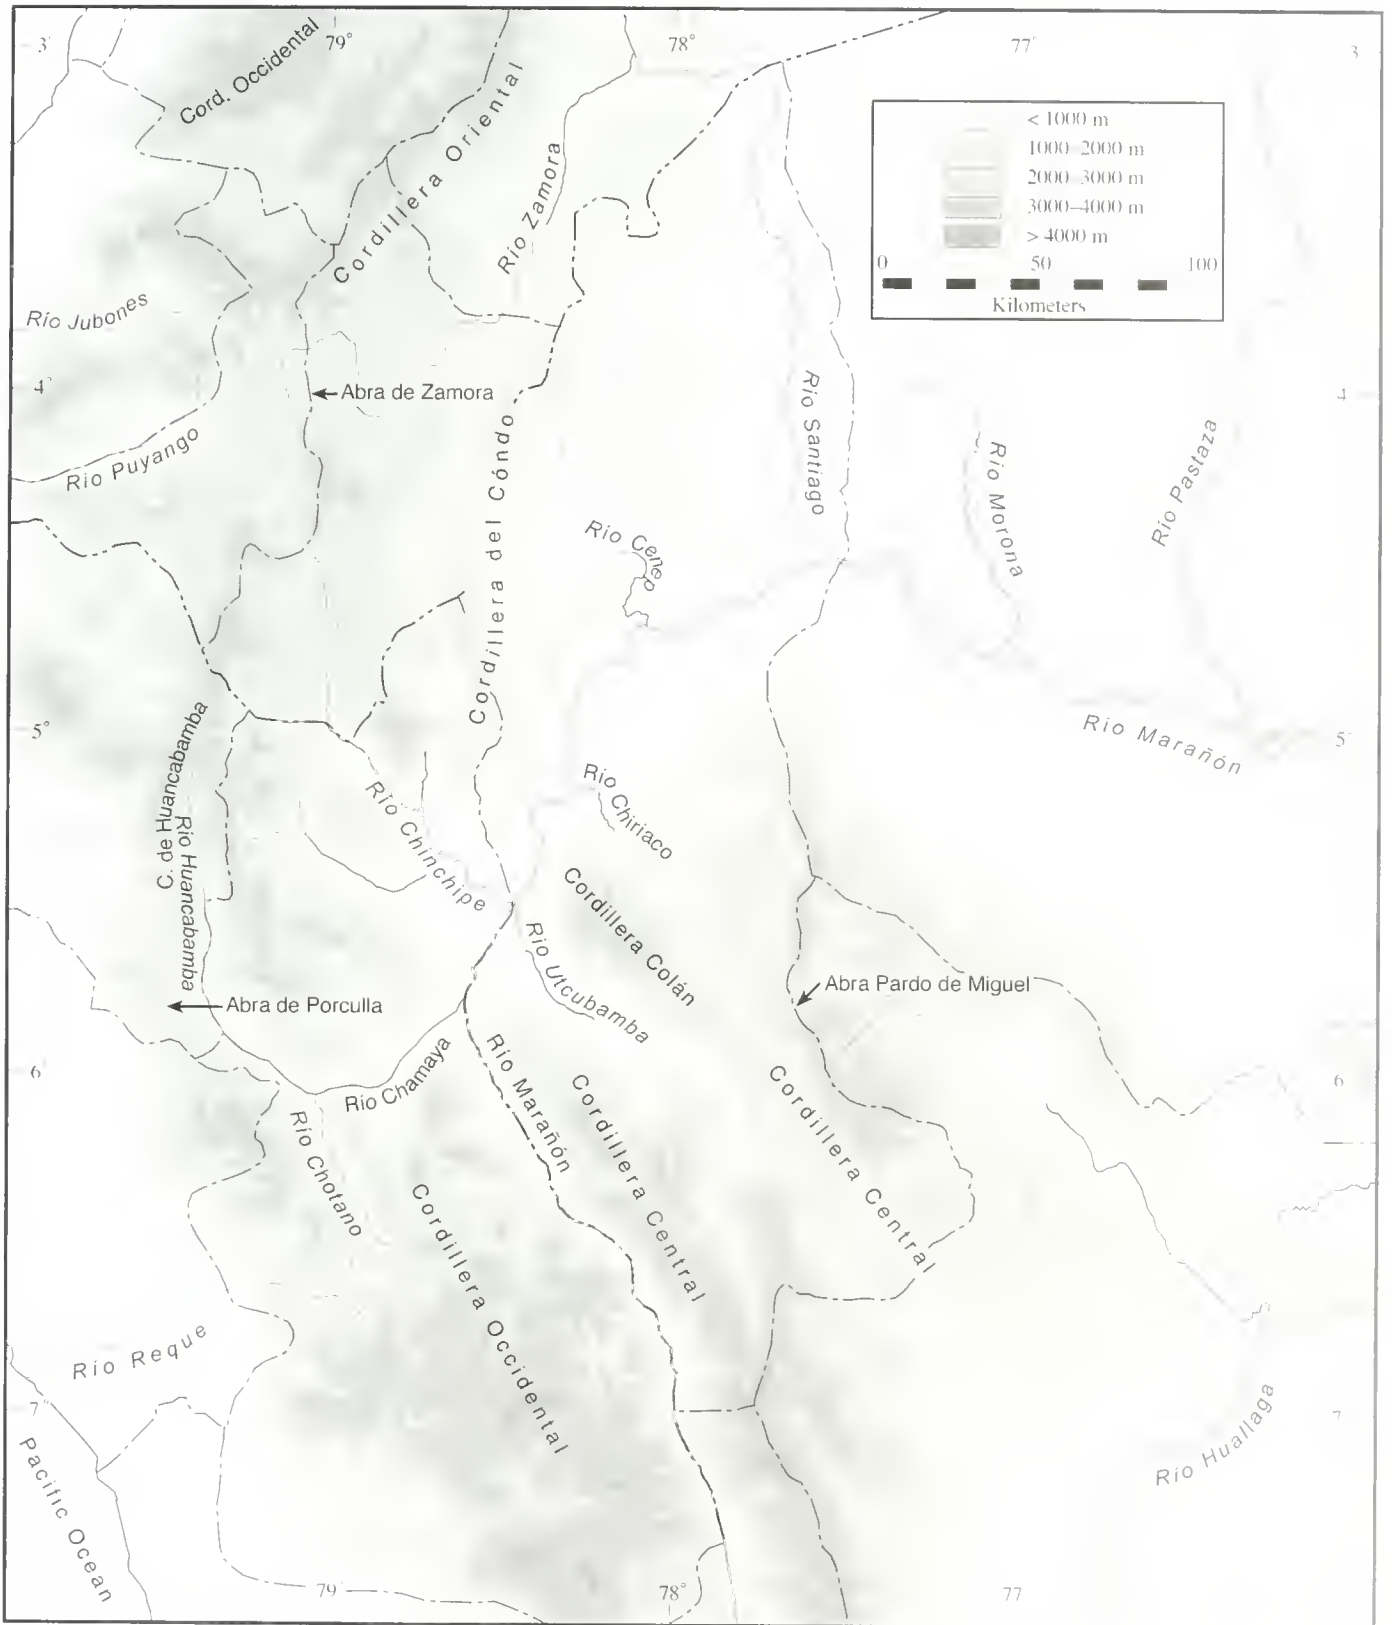 79°
78°
77°
3°
3
Cord. Occidental
Cordillera Oriental
Río Zamora
< 1000 m
1000–2000 m
2000–3000 m
3000–4000 m
> 4000 m
0 50 100
Kilometers
Río Jubones
4°
Abra de Zamora
4
Río Puyango
Cordillera del Cóndo
Río Santiago
Río Morona
Río Pastaza
Río Cenepa
5°
C. de Huancabamba
Río Huancabamba
Río Chinchipe
Río Chiriaco
Río Marañón
5°
Cordillera Colán
Río Utcubamba
Abra de Porculla
Abra Pardo de Miguel
6°
Río Chamaya
Río Marañón
Cordillera Central
Cordillera Central
6
Río Chotano
Cordillera Occidental
Río Reque
7°
7
Río Huallaga
Pacific Ocean
79°
78°
77